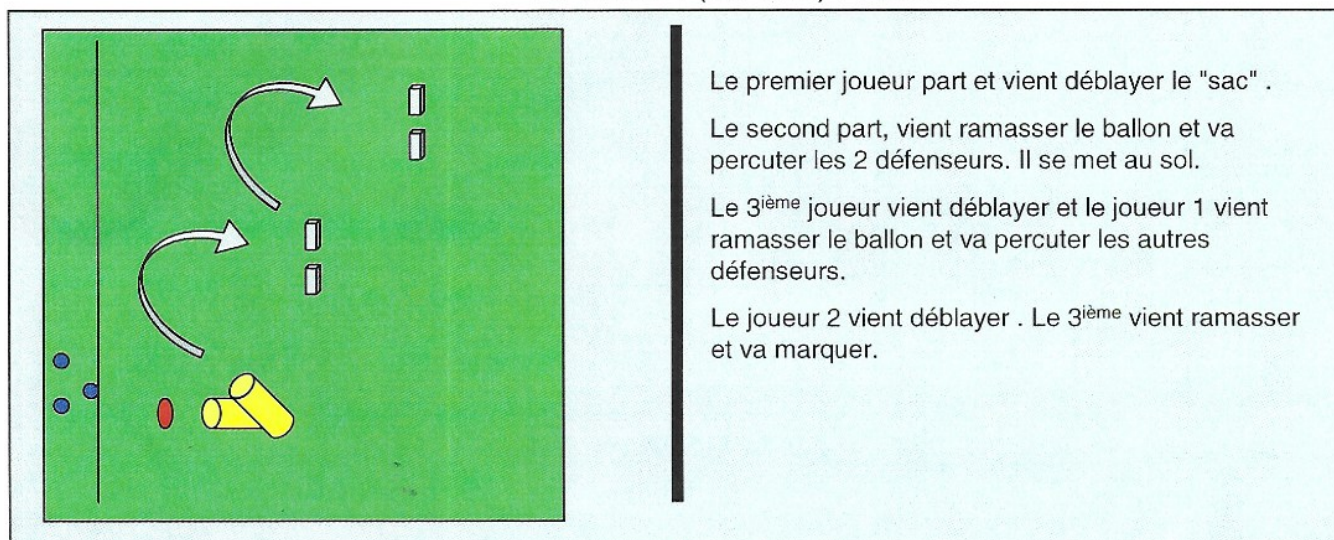 Le premier joueur part et vient déblayer le "sac" .
Le second part, vient ramasser le ballon et va
percuter les 2 défenseurs. Il se met au sol.
Le 3ième joueur vient déblayer et le joueur 1 vient
ramasser le ballon et va percuter les autres
défenseurs.
Le joueur 2 vient déblayer . Le 3ième vient ramasser
et va marquer.